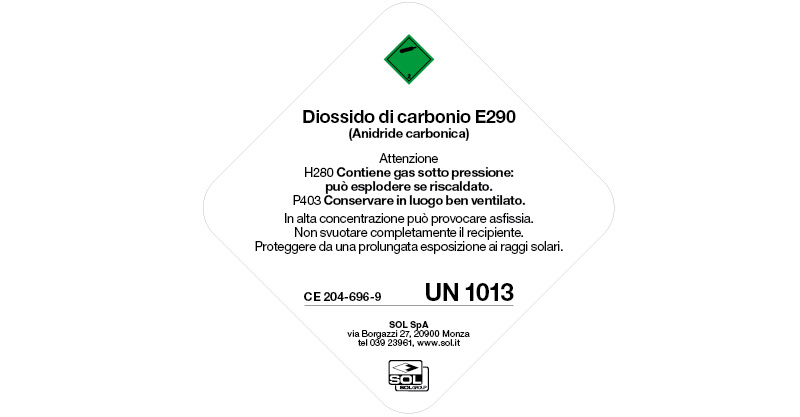 2
Diossido di carbonio E290
(Anidride carbonica)
Attenzione
H280 Contiene gas sotto pressione:
può esplodere se riscaldato.
P403 Conservare in luogo ben ventilato.
In alta concentrazione può provocare asfissia.
Non svuotare completamente il recipiente.
Proteggere da una prolungata esposizione ai raggi solari.
CE 204-696-9 UN 1013
SOL SpA
via Borgazzi 27, 20900 Monza
tel 039 23961, www.sol.it
SOL
SOLGROUP